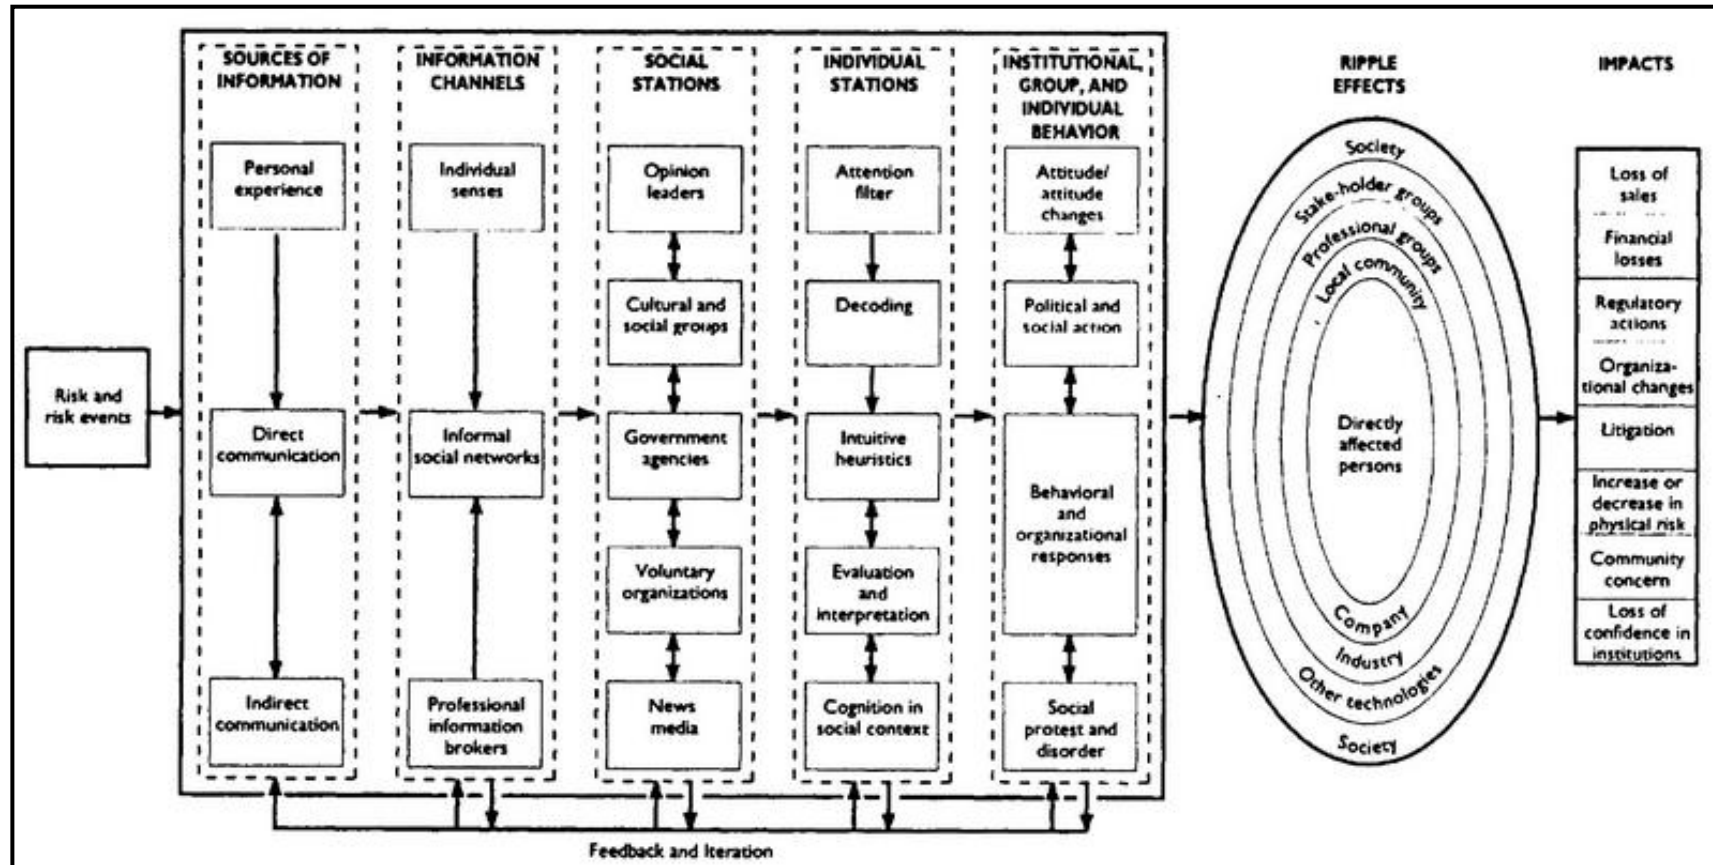 SOURCES OF
INFORMATION
INFORMATION
CHANNELS
SOCIAL
STATIONS
INDIVIDUAL
STATIONS
INSTITUTIONAL,
GROUP, AND
INDIVIDUAL
BEHAVIOR
RIPPLE
EFFECTS
IMPACTS
Risk and
risk events
Personal
experience
Direct
communication
Indirect
communication
Individual
senses
Informal
social networks
Professional
information
brokers
Opinion
leaders
Cultural and
social groups
Government
agencies
Voluntary
organizations
News
media
Attention
filter
Decoding
Intuitive
heuristics
Evaluation
and
interpretation
Cognition in
social context
Attitude/
attitude
changes
Political and
social action
Behavioral
and
organizational
responses
Social
protest and
disorder
Society
Stake-holder groups
Professional groups
Local community
Directly
affected
persons
Company
Industry
Other technologies
Society
Loss of
sales
Financial
losses
Regulatory
actions
Organiza-
tional changes
Litigation
Increase or
decrease in
physical risk
Community
concern
Loss of
confidence in
institutions
Feedback and Iteration